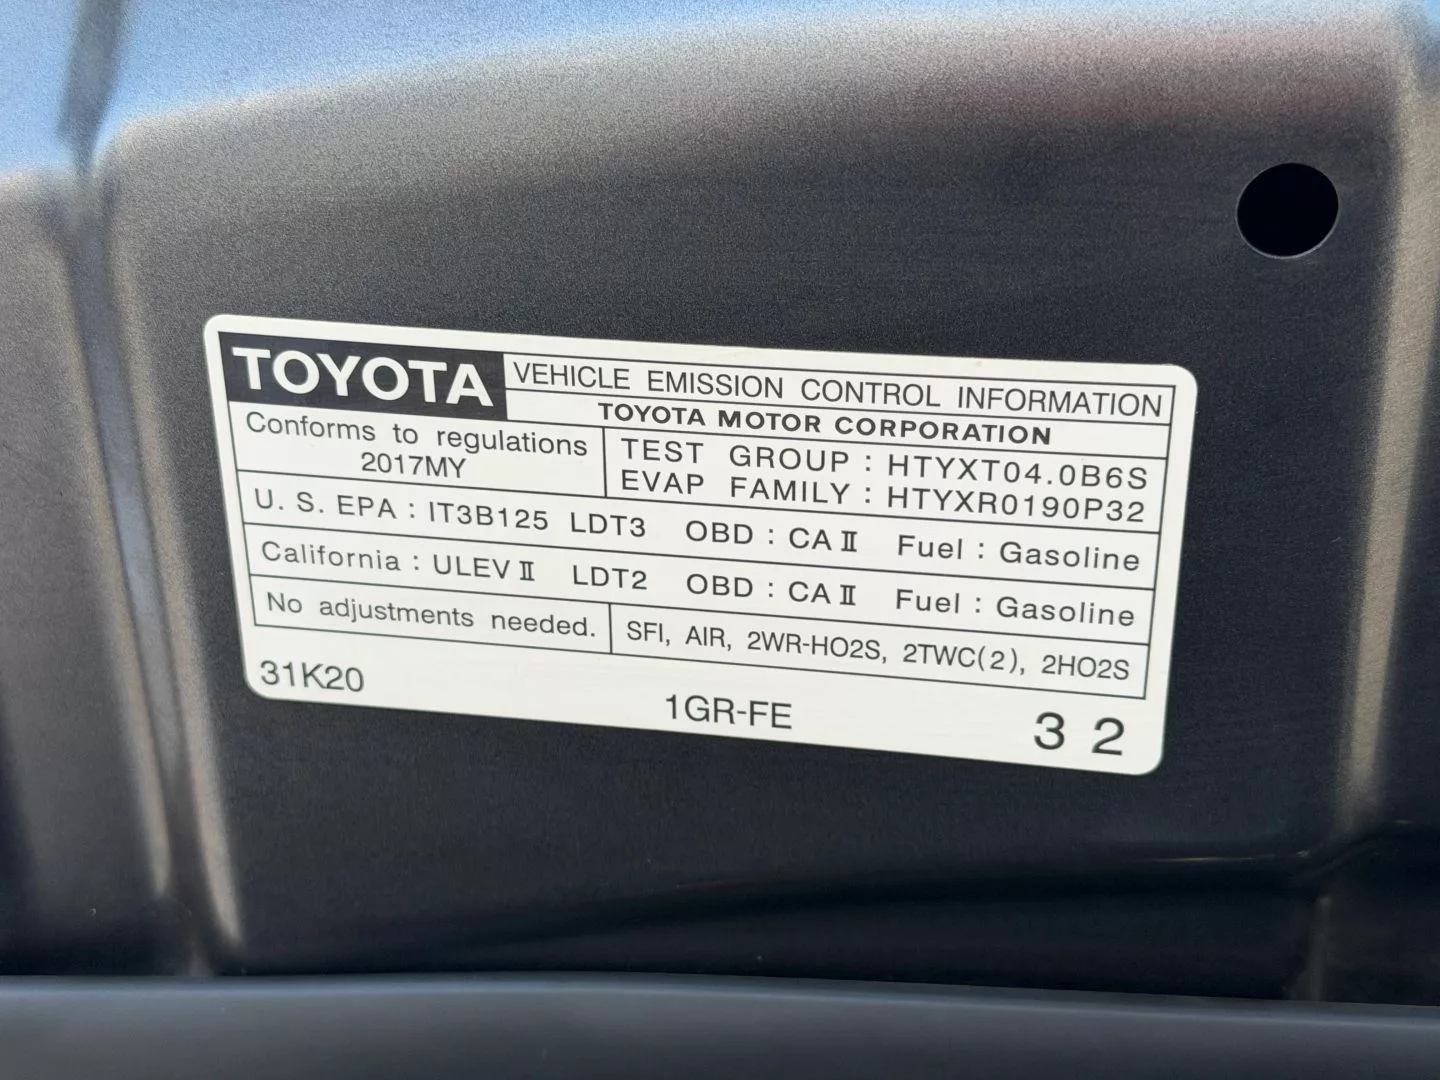 TOYOTA
VEHICLE EMISSION CONTROL INFORMATION
TOYOTA MOTOR CORPORATION
Conforms to regulations
2017MY
TEST GROUP : HTYXT04.0B6S
EVAP FAMILY : HTYXR0190P32
U. S. EPA : IT3B125 LDT3 OBD : CA II Fuel : Gasoline
California : ULEV II LDT2 OBD : CA II Fuel : Gasoline
No adjustments needed.
SFI, AIR, 2WR-HO2S, 2TWC(2), 2HO2S
31K20
1GR-FE
3 2